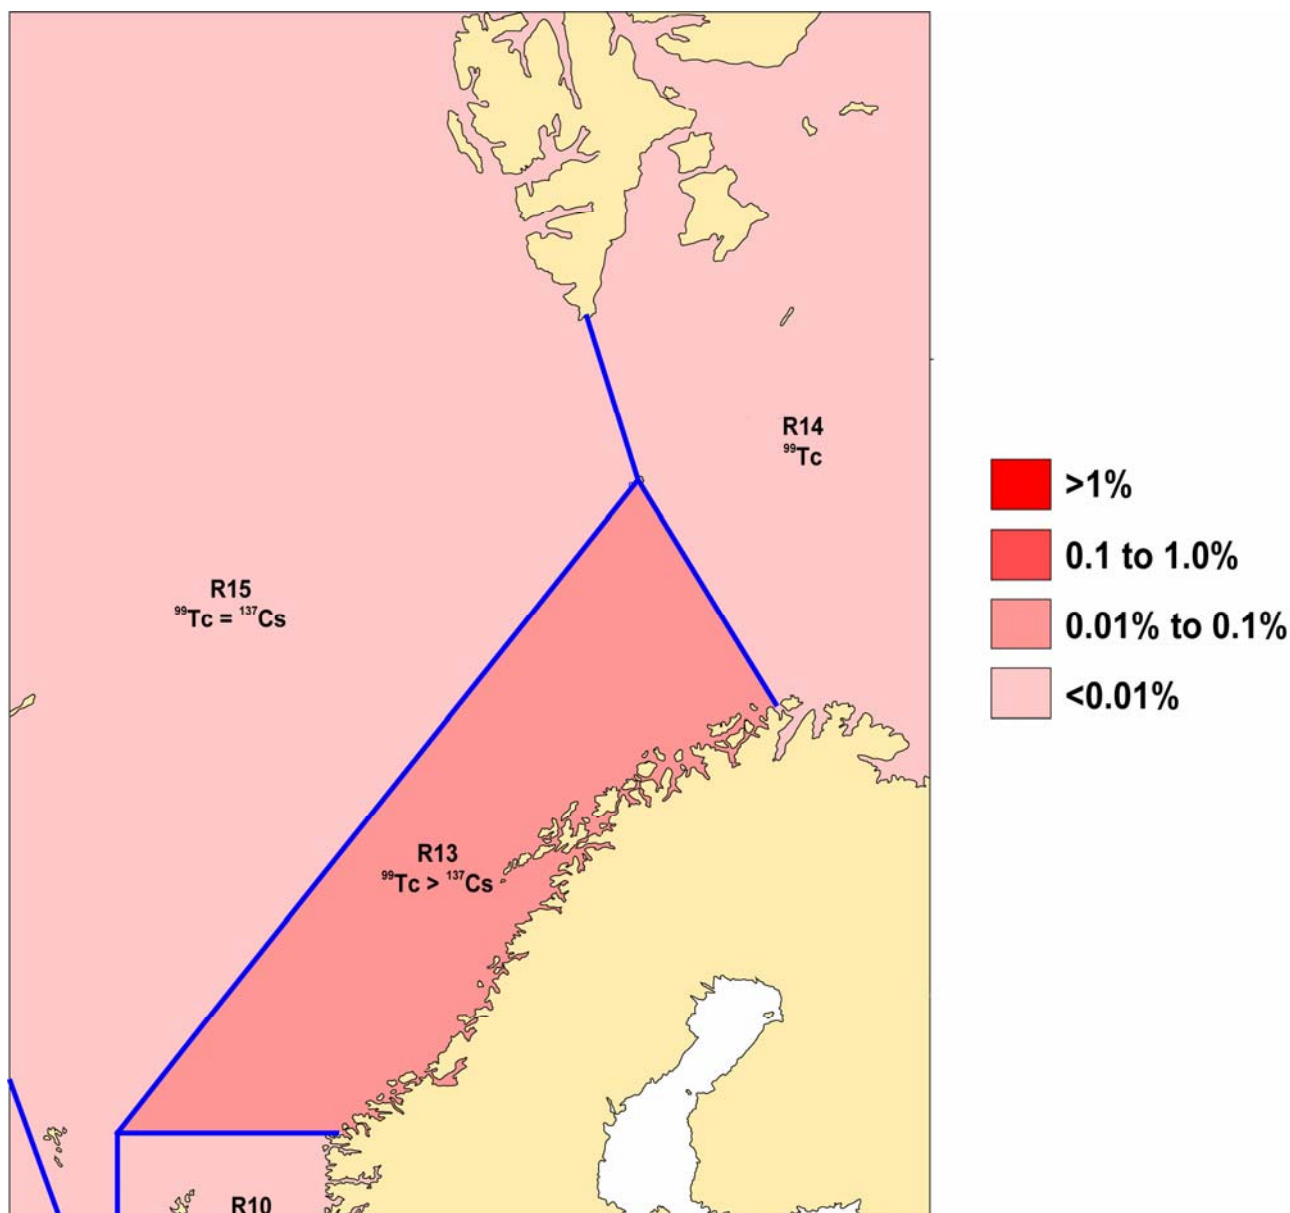 R14
⁹⁹Tc
>1%
0.1 to 1.0%
R15
⁹⁹Tc = ¹³⁷Cs
0.01% to 0.1%
<0.01%
R13
⁹⁹Tc > ¹³⁷Cs
R10